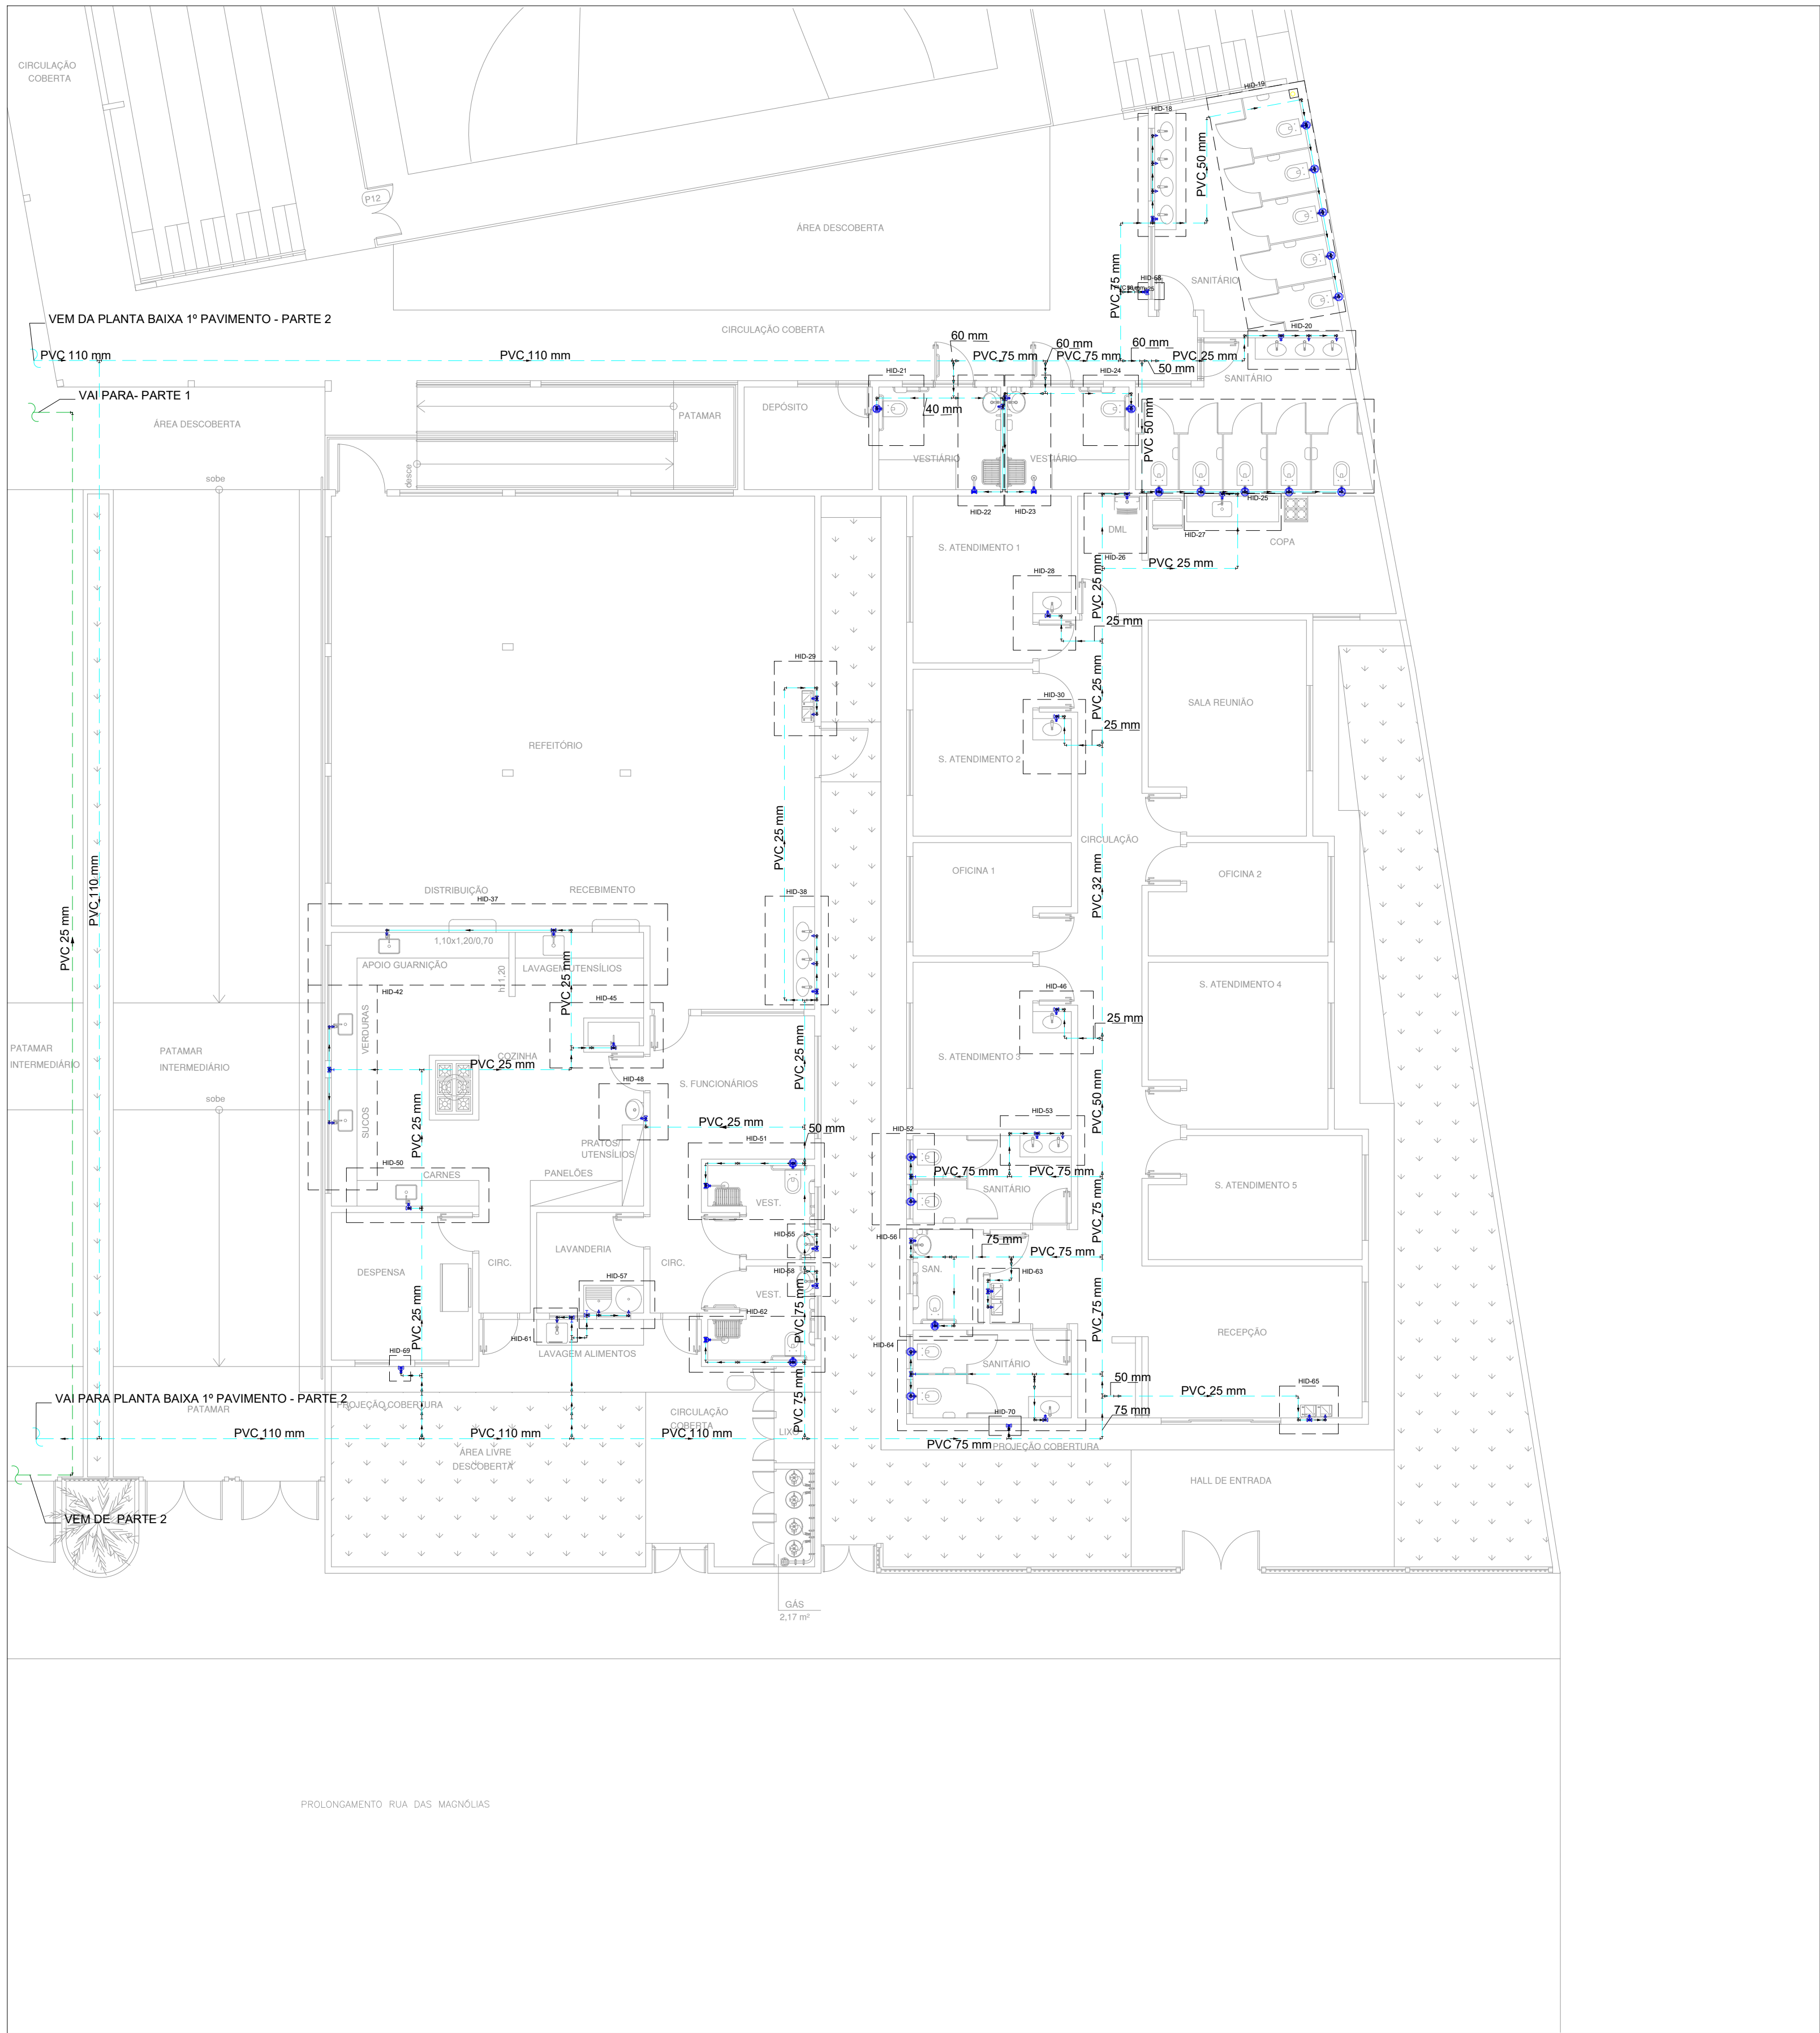 CIRCULAÇÃO
COBERTA
P12
ÁREA DESCOBERTA
HID-18
HID-19
PVC 50 mm
PVC 75 mm
HID-68
SANITÁRIO
HID-20
VEM DA PLANTA BAIXA 1º PAVIMENTO - PARTE 2
CIRCULAÇÃO COBERTA
PVC 110 mm
PVC 110 mm
60 mm
PVC 75 mm
60 mm
PVC 75 mm
60 mm
PVC 25 mm
50 mm
SANITÁRIO
VAI PARA- PARTE 1
ÁREA DESCOBERTA
PATAMAR
DEPÓSITO
HID-21
HID-24
40 mm
PVC 50 mm
VESTIÁRIO
VESTIÁRIO
desce
sobe
HID-22
HID-23
HID-25
DML
HID-26
HID-27
COPA
PVC 25 mm
S. ATENDIMENTO 1
HID-28
PVC 25 mm
25 mm
HID-29
PVC 25 mm
HID-30
25 mm
SALA REUNIÃO
REFEITÓRIO
S. ATENDIMENTO 2
PVC 25 mm
CIRCULAÇÃO
OFICINA 1
OFICINA 2
PVC 32 mm
PVC 110 mm
PVC 25 mm
DISTRIBUIÇÃO
RECEBIMENTO
HID-37
HID-38
1,10x1,20/0,70
APOIO GUARNIÇÃO
LAVAGEM UTENSÍLIOS
h:1.20
PVC 25 mm
HID-42
HID-45
HID-46
S. ATENDIMENTO 4
VERDURAS
25 mm
PATAMAR
INTERMEDIÁRIO
PATAMAR
INTERMEDIÁRIO
COZINHA
PVC 25 mm
PVC 25 mm
S. ATENDIMENTO 3
S. FUNCIONÁRIOS
HID-48
sobe
SUCOS
PVC 25 mm
PVC 25 mm
50 mm
PVC 50 mm
HID-53
HID-52
PRATOS/
UTENSÍLIOS
HID-51
HID-50
CARNES
PANELÕES
PVC 75 mm
PVC 75 mm
SANITÁRIO
S. ATENDIMENTO 5
VEST.
PVC 75 mm
HID-55
HID-56
75 mm
PVC 75 mm
LAVANDERIA
CIRC.
CIRC.
DESPENSA
HID-58
SAN.
HID-63
HID-57
VEST.
PVC 75 mm
PVC 75 mm
PVC 25 mm
HID-61
HID-62
RECEPÇÃO
HID-64
HID-69
LAVAGEM ALIMENTOS
SANITÁRIO
50 mm
PVC 25 mm
HID-65
VAI PARA PLANTA BAIXA 1º PAVIMENTO - PARTE 2
PATAMAR
PROJEÇÃO COBERTURA
CIRCULAÇÃO
COBERTA
PVC 75 mm
75 mm
HID-70
LIXO
PVC 110 mm
PVC 110 mm
PVC 110 mm
PVC 75 mm
PROJEÇÃO COBERTURA
ÁREA LIVRE
DESCOBERTA
HALL DE ENTRADA
VEM DE PARTE 2
GÁS
2,17 m²
PROLONGAMENTO RUA DAS MAGNÓLIAS